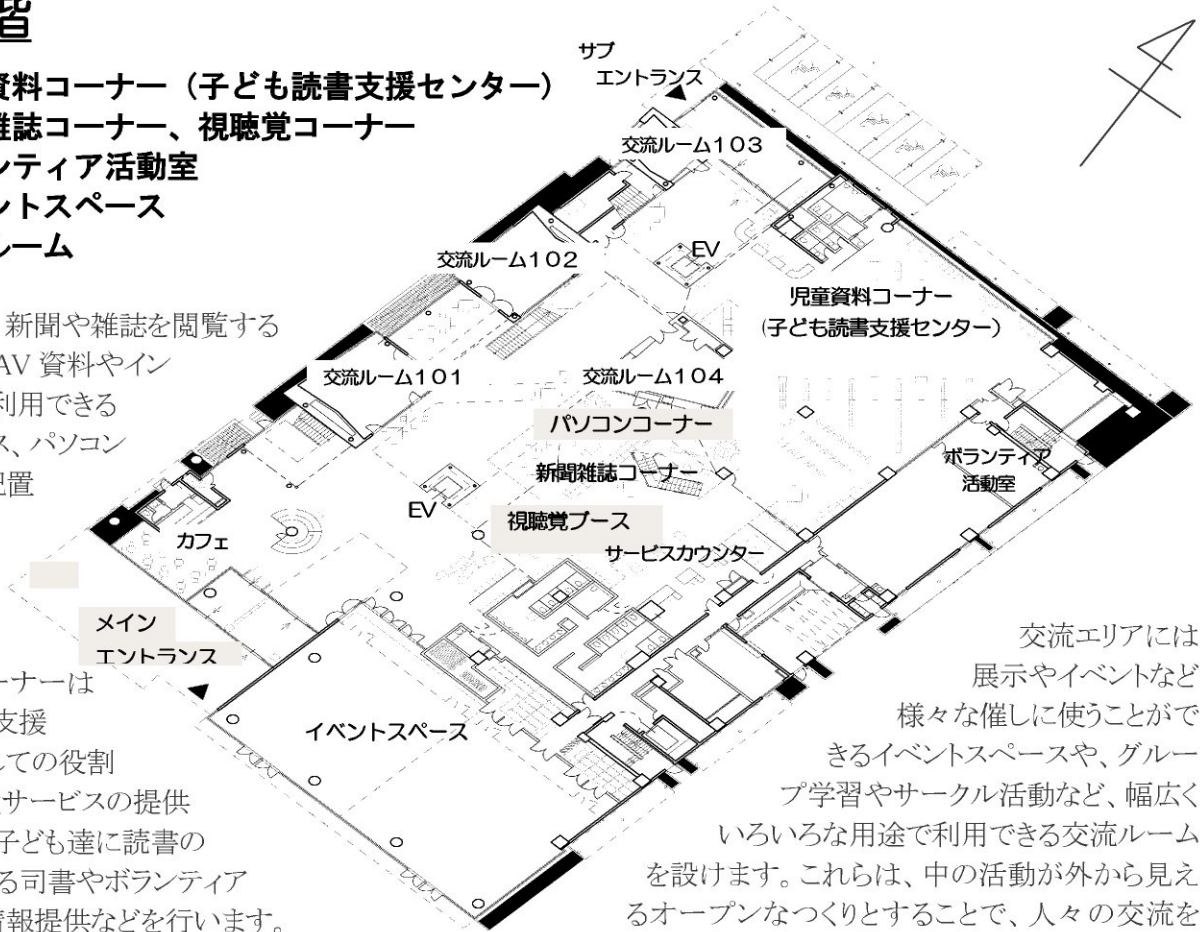 階
資料コーナー（子ども読書支援センター）
雑誌コーナー、視聴覚コーナー
ンティア活動室
ントスペース
ルーム
新聞や雑誌を閲覧する
AV 資料やイン
利用できる
ス、パソコン
配置
サブ
エントランス
交流ルーム103
交流ルーム102
EV
児童資料コーナー
(子ども読書支援センター)
交流ルーム101
交流ルーム104
パソコンコーナー
新聞雑誌コーナー
ボランティア
活動室
EV
視聴覚ブース
サービスカウンター
カフェ
メイン
エントランス
イベントスペース
ーナーは
支援
しての役割
サービスの提供
子ども達に読書の
る司書やボランティア
情報提供などを行います。
交流エリアには
展示やイベントなど
様々な催しに使うことがで
きるイベントスペースや、グルー
プ学習やサークル活動など、幅広く
いろいろな用途で利用できる交流ルーム
を設けます。これらは、中の活動が外から見え
るオープンなつくりとすることで、人々の交流を